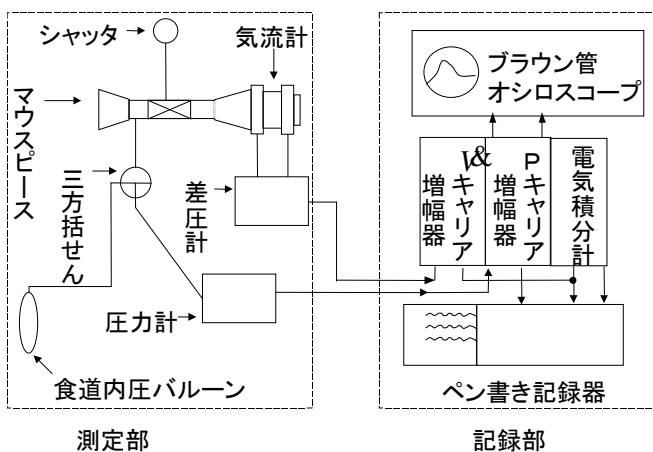 シャッタ
気流計
マウスピース
三方括せん
差圧計
圧力計
食道内圧バルーン
測定部
ブラウン管
オシロスコープ
V&キャリア
増幅器
Pキャリア
増幅器
電気積分計
ペン書き記録器
記録部